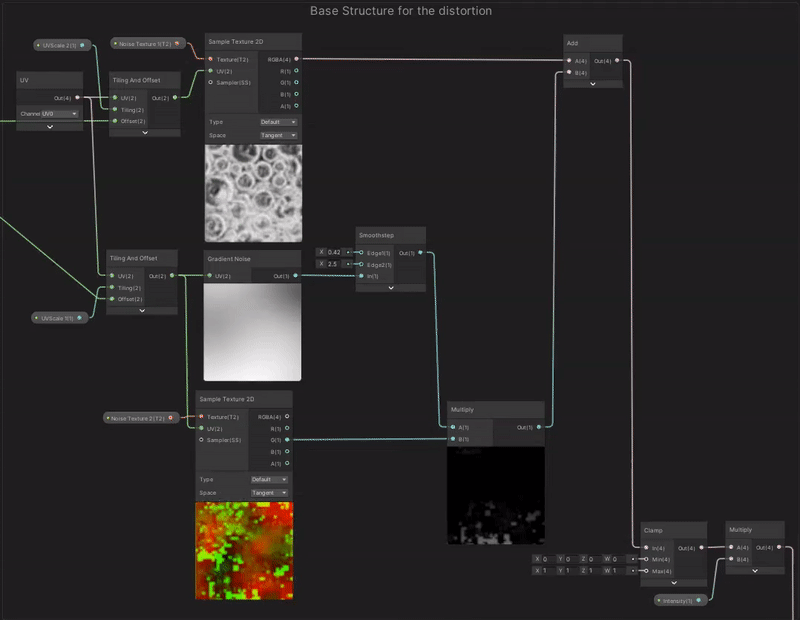 Base Structure for the distortion
UVScale 2(1)
Noise Texture 1(T2)
Sample Texture 2D
Texture(T2) RGBA(4)
UV(2) R(1)
Sampler(SS) G(1)
B(1)
A(1)
Type Default
Space Tangent
UV
Out(4)
Channel UV0
Tiling And Offset
UV(2) Out(2)
Tiling(2)
Offset(2)
Add
A(4) Out(4)
B(4)
Tiling And Offset
UV(2) Out(2)
Tiling(2)
Offset(2)
UVScale 1(1)
Gradient Noise
UV(2) Out(1)
Smoothstep
X 0.42 Edge1(1) Out(1)
X 2.5 Edge2(1)
In(1)
Noise Texture 2(T2)
Sample Texture 2D
Texture(T2) RGBA(4)
UV(2) R(1)
Sampler(SS) G(1)
B(1)
A(1)
Type Default
Space Tangent
Multiply
A(1) Out(1)
B(1)
Clamp
In(4) Out(4)
X 0 Y 0 Z 0 W 0 Min(4)
X 1 Y 1 Z 1 W 1 Max(4)
Multiply
A(4) Out(4)
B(4)
Intensity(1)